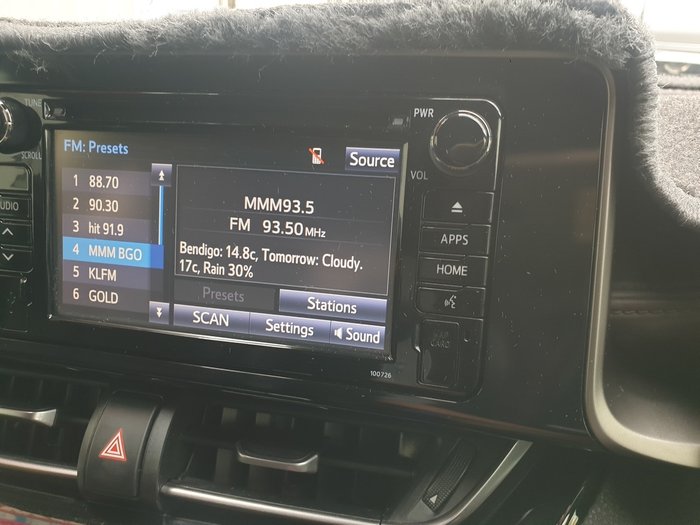 TUNE
SCROLL
AUDIO
FM: Presets
Source
1 88.70
2 90.30
3 hit 91.9
4 MMM BGO
5 KLFM
6 GOLD
MMM93.5
FM 93.50 MHz
Bendigo: 14.8c, Tomorrow: Cloudy.
17c, Rain 30%
Presets
Stations
SCAN
Settings
Sound
PWR
VOL
APPS
HOME
MAP
CARD
100726